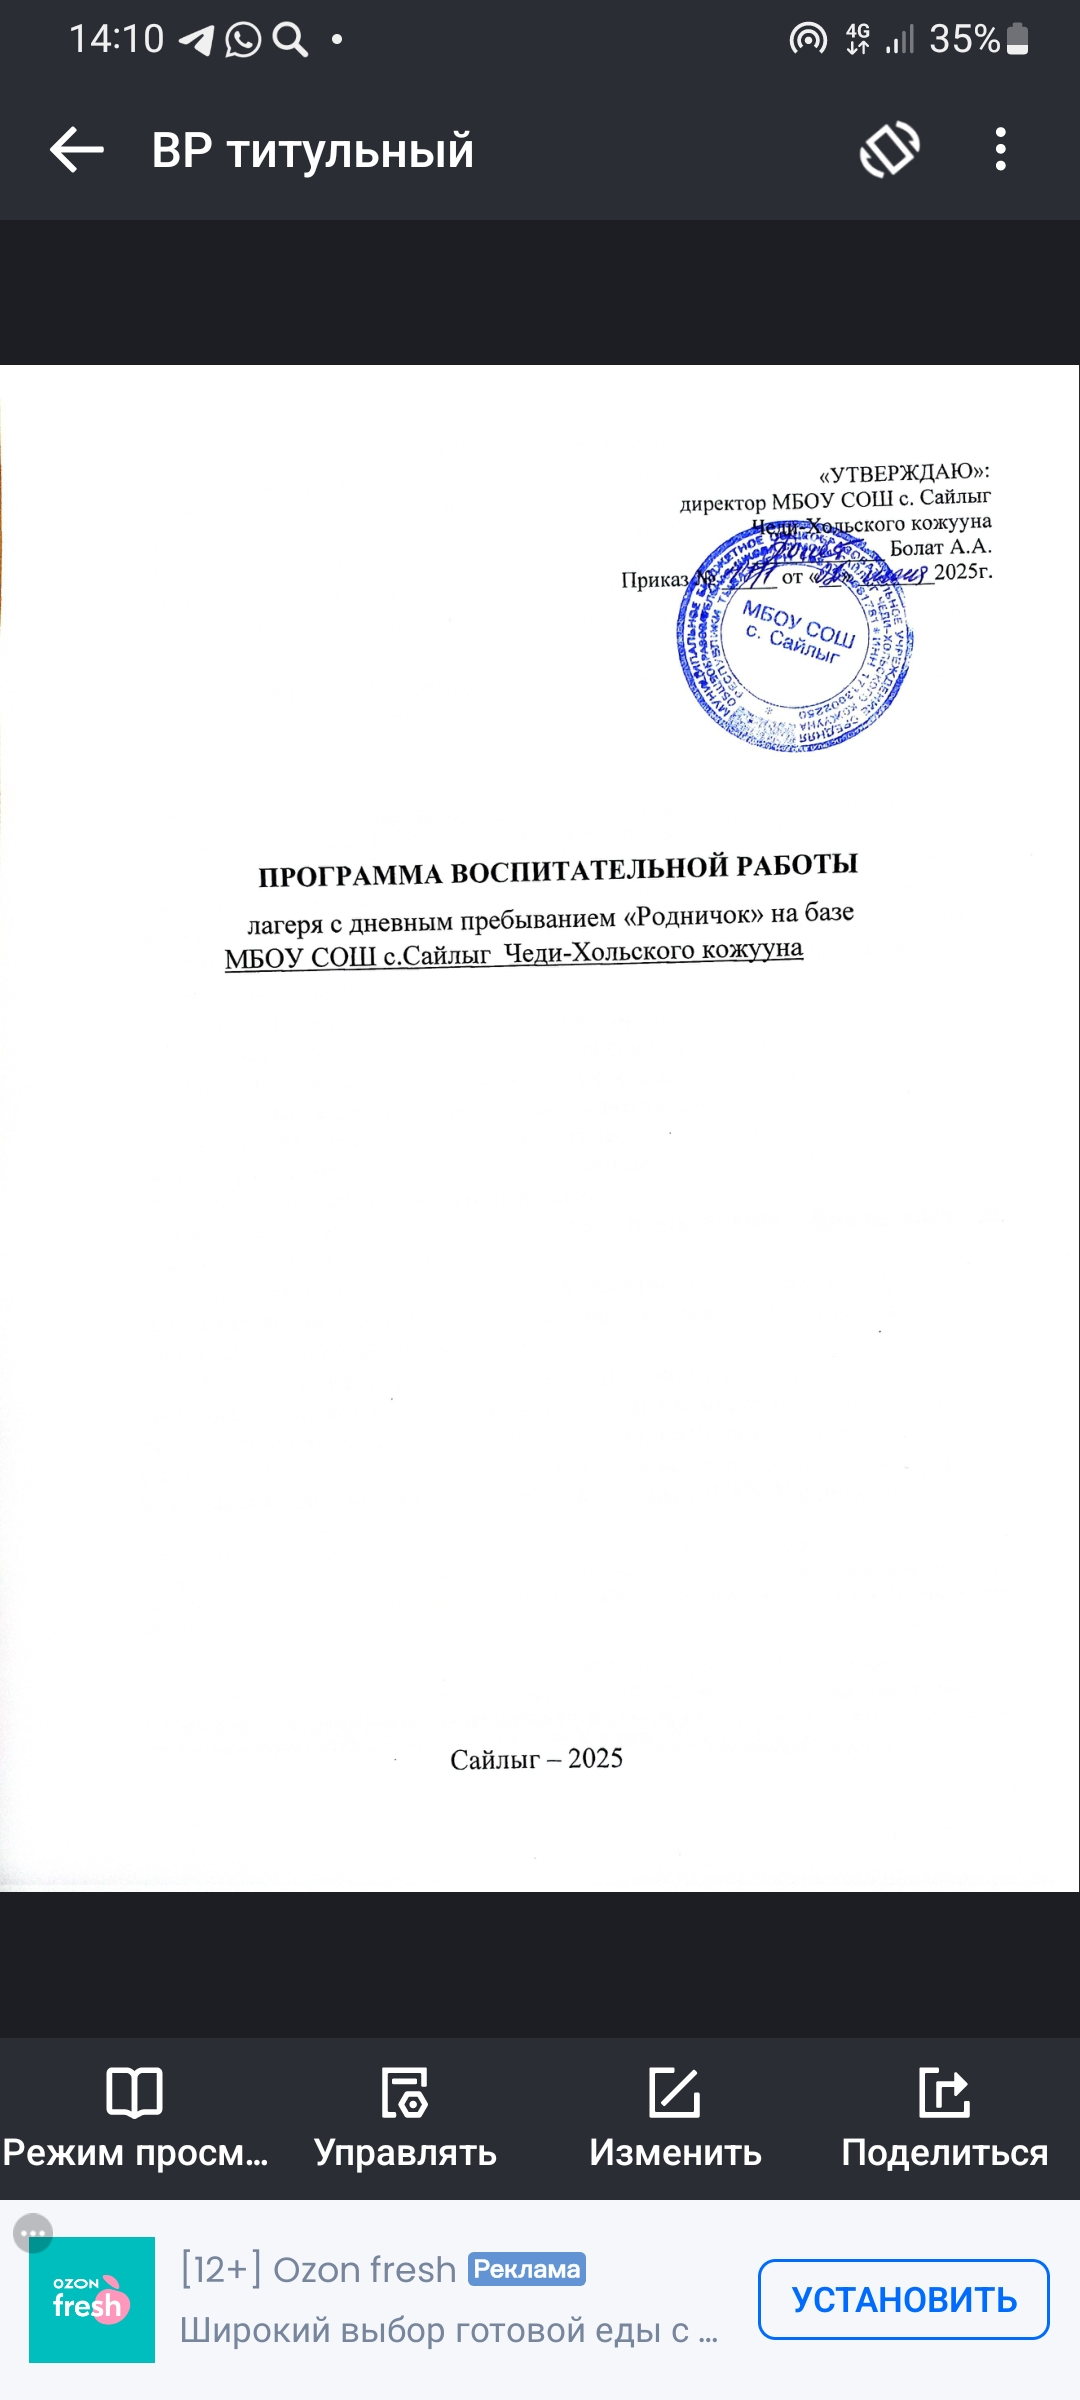 14:10
4G 35%
ВР титульный
«УТВЕРЖДАЮ»:
директор МБОУ СОШ с. Сайлыг
Чеди-Хольского кожууна
Болат А.А.
Приказ № от « » 2025г.
МБОУ СОШ
с. Сайлыг
ПРОГРАММА ВОСПИТАТЕЛЬНОЙ РАБОТЫ
лагеря с дневным пребыванием «Родничок» на базе
МБОУ СОШ с.Сайлыг Чеди-Хольского кожууна
Сайлыг – 2025
Режим просм... Управлять Изменить Поделиться
OZON
fresh
[12+] Ozon fresh Реклама
Широкий выбор готовой еды с ...
УСТАНОВИТЬ